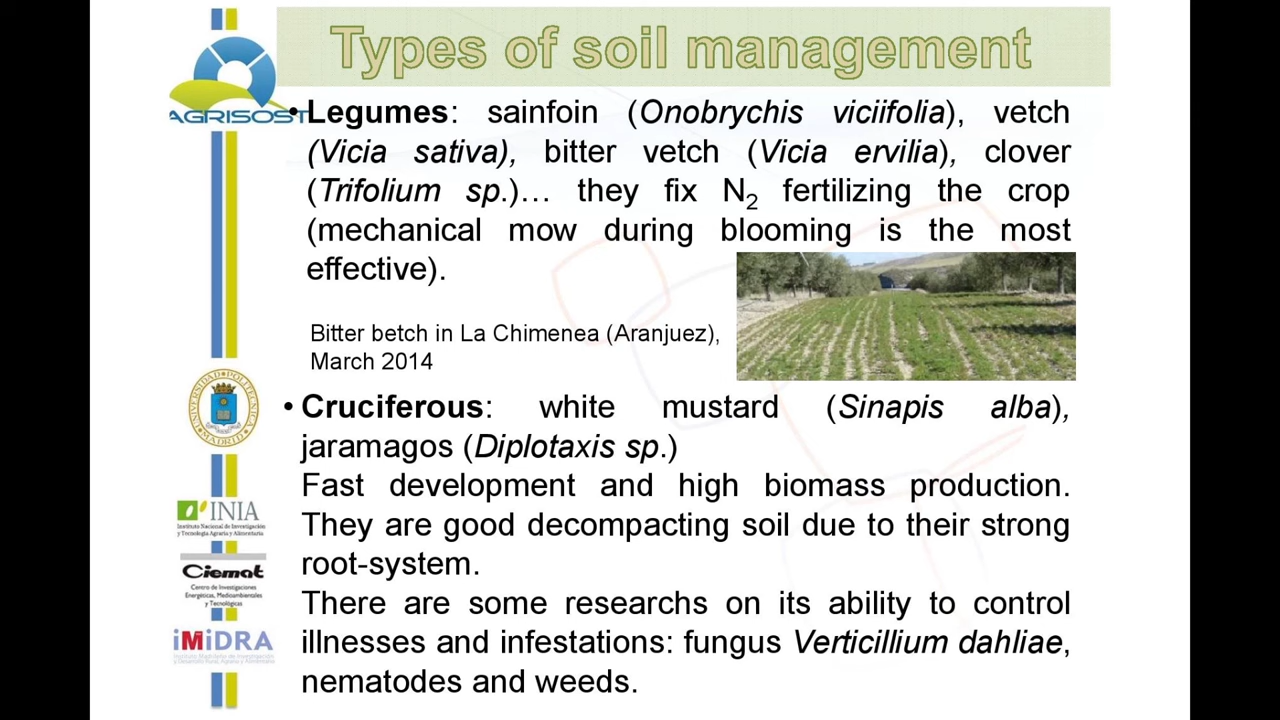 Types of soil management
AGRISOST
• Legumes: sainfoin (Onobrychis viciifolia), vetch
(Vicia sativa), bitter vetch (Vicia ervilia), clover
(Trifolium sp.)… they fix N₂ fertilizing the crop
(mechanical mow during blooming is the most
effective).
Bitter betch in La Chimenea (Aranjuez),
March 2014
• Cruciferous: white mustard (Sinapis alba),
jaramagos (Diplotaxis sp.)
Fast development and high biomass production.
They are good decompacting soil due to their strong
root-system.
There are some researchs on its ability to control
illnesses and infestations: fungus Verticillium dahliae,
nematodes and weeds.
UNIVERSIDAD POLITECNICA
MADRID
INIA
Instituto Nacional de Investigación
y Tecnología Agraria y Alimentaria
Ciemat
Centro de Investigaciones
Energéticas, Medioambientales
y Tecnológicas
iMiDRA